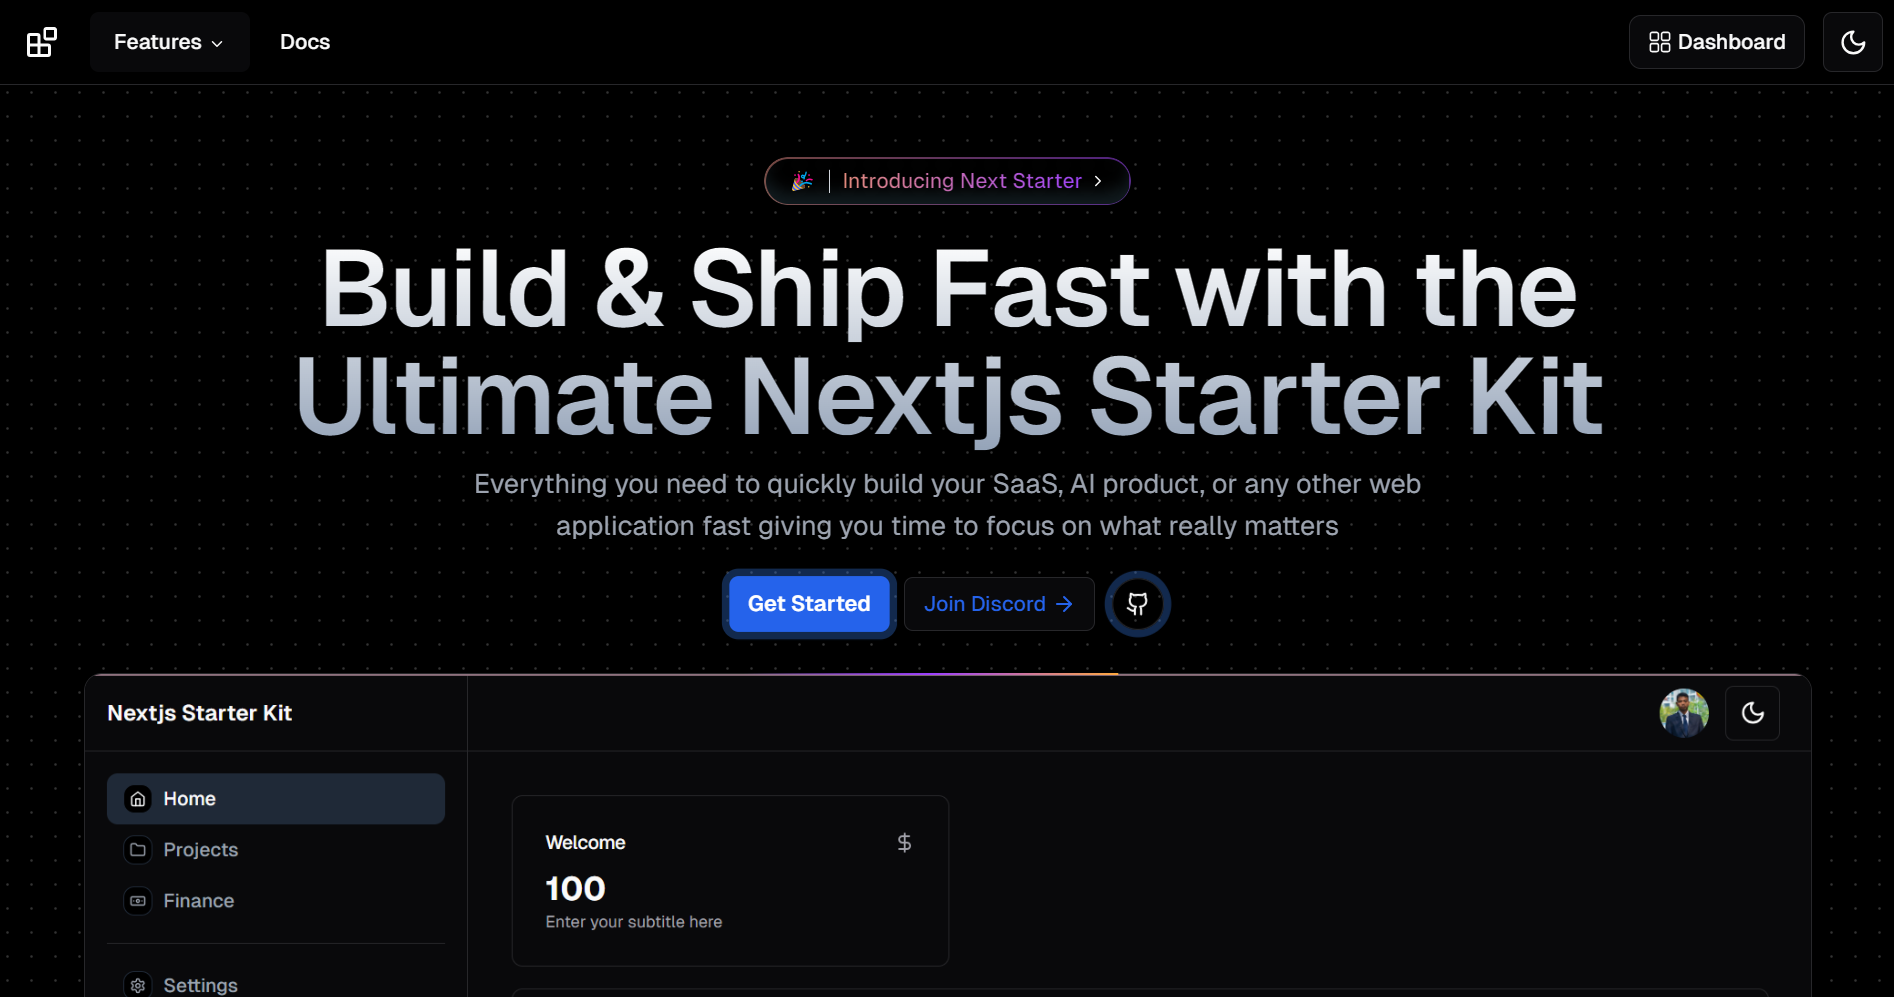 Features
Docs
Dashboard
Introducing Next Starter
Build & Ship Fast with the
Ultimate Nextjs Starter Kit
Everything you need to quickly build your SaaS, AI product, or any other web
application fast giving you time to focus on what really matters
Get Started
Join Discord
Nextjs Starter Kit
Home
Projects
Finance
Settings
Welcome
$
100
Enter your subtitle here